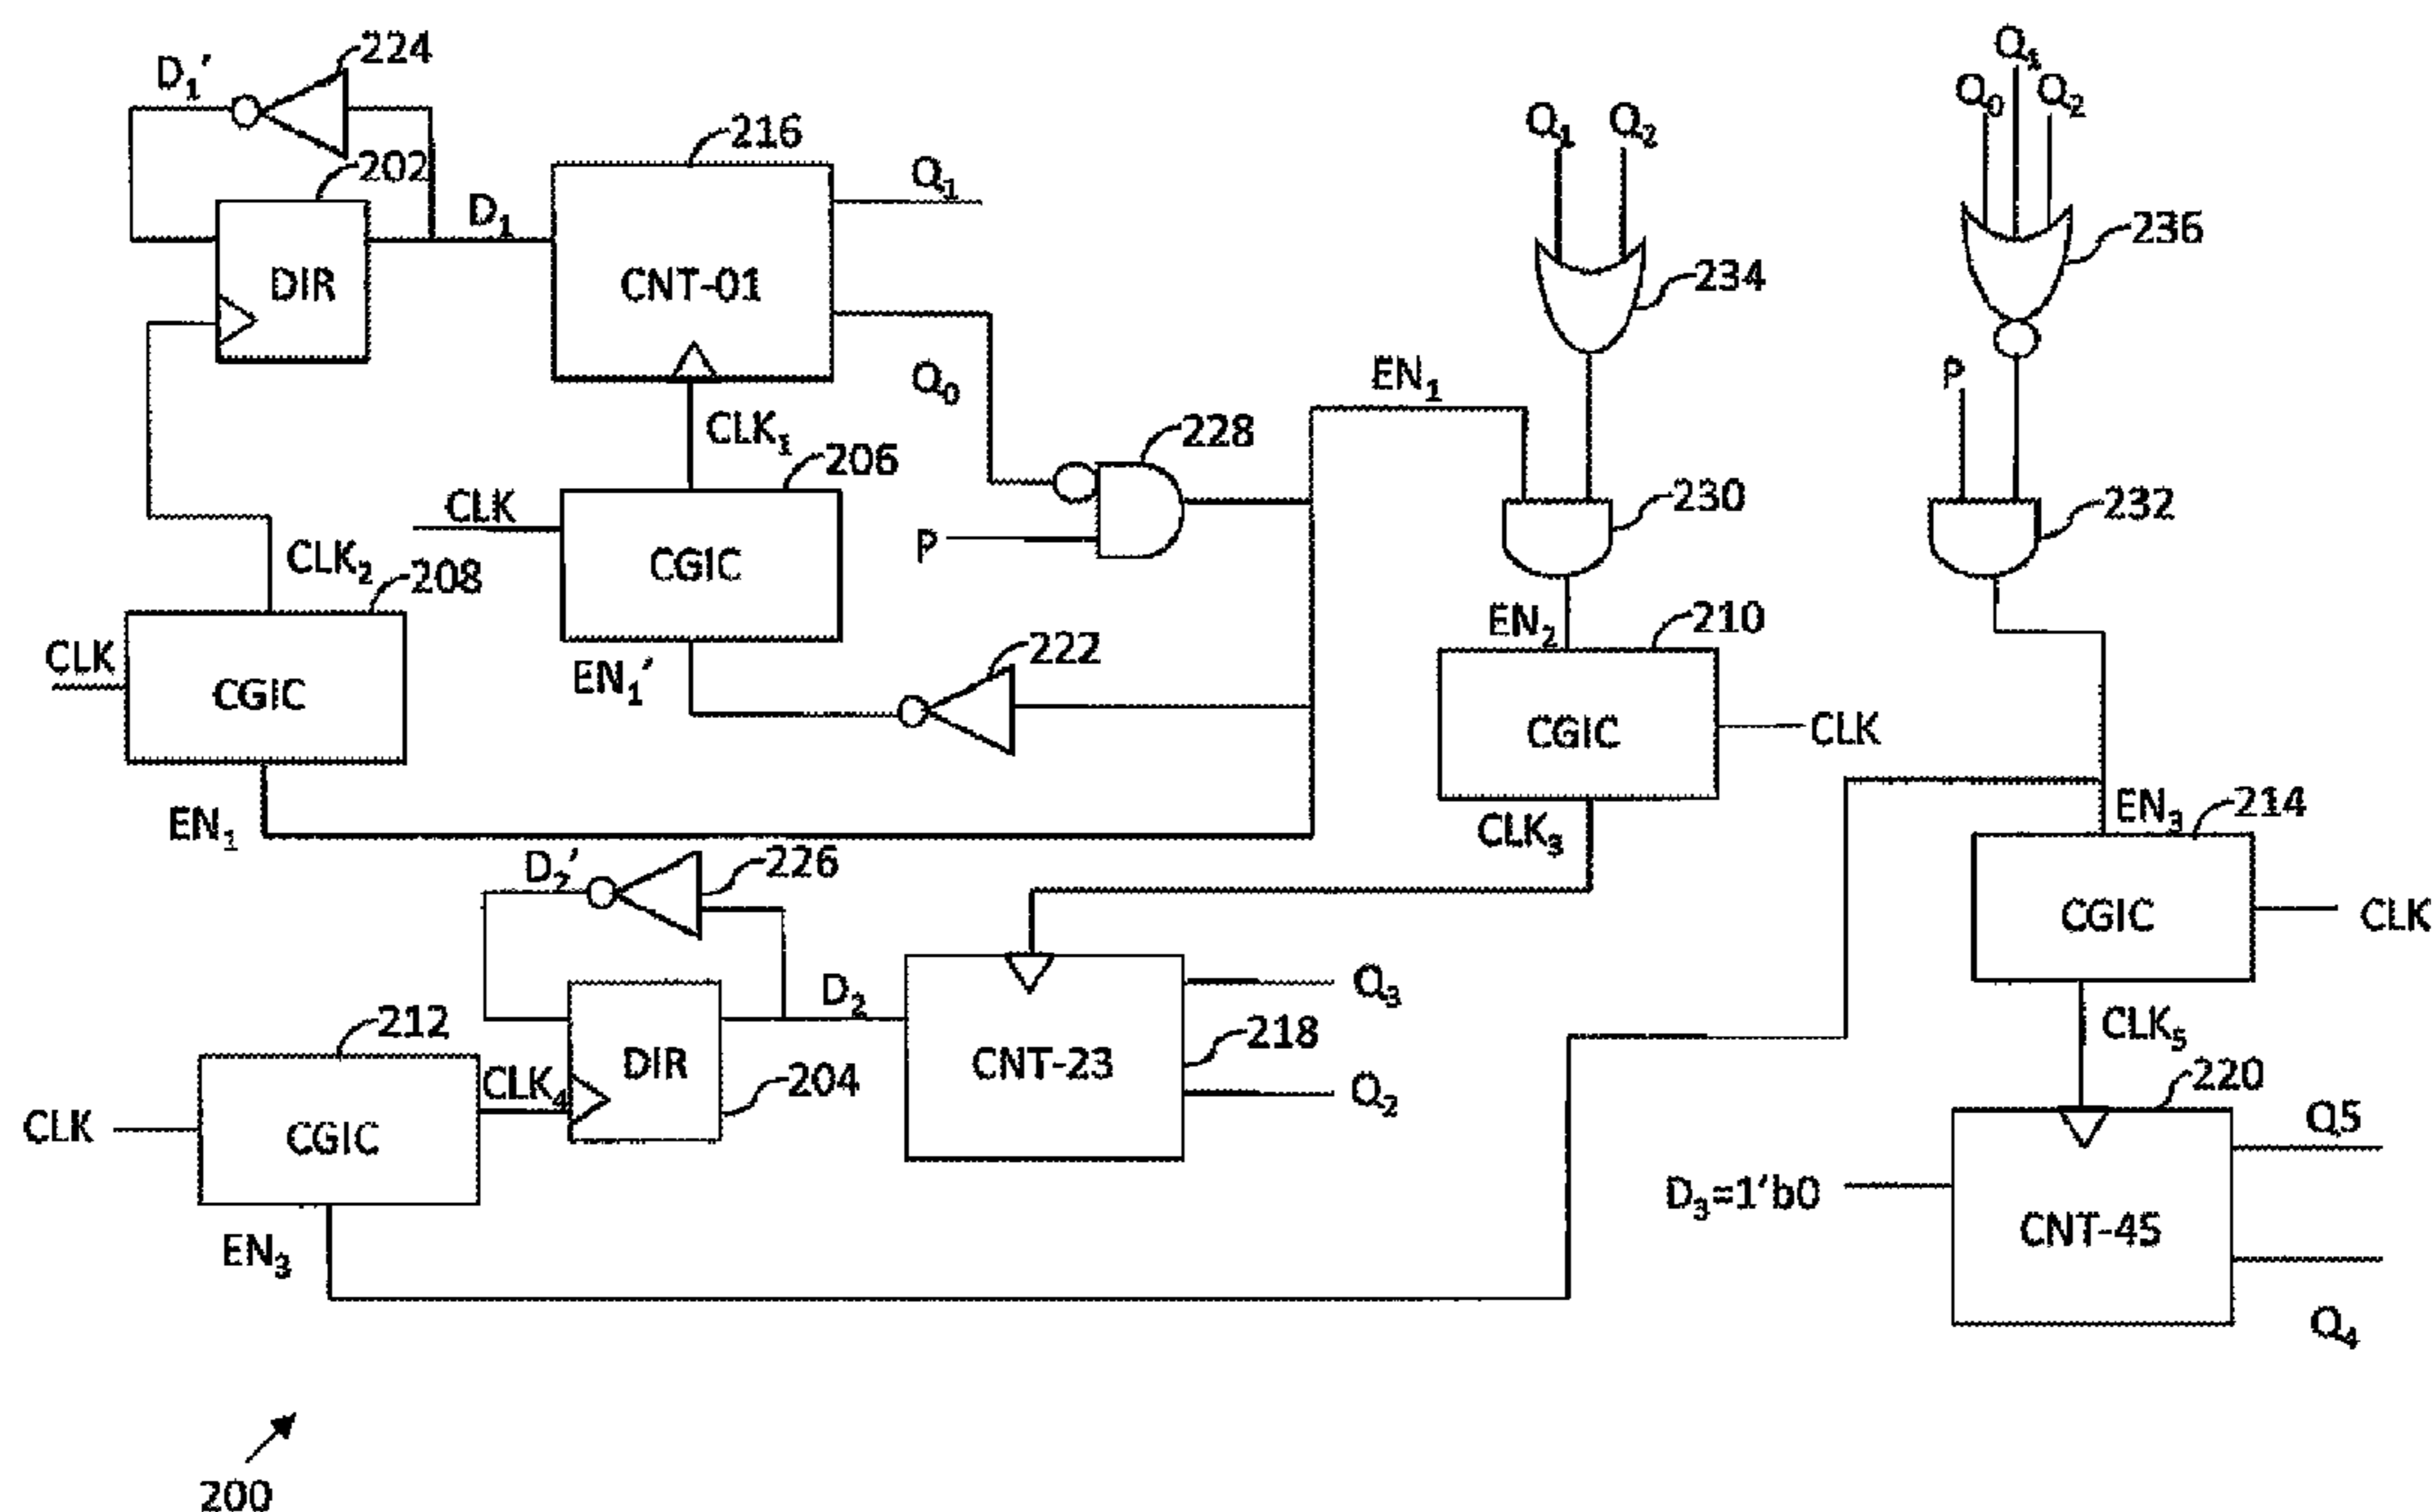 D₁'
224
202
DIR
D₁
216
CNT-01
Q₁
Q₀
CLK₁
206
CLK
CGIC
EN₁'
222
228
P
CLK₂
208
CLK
CGIC
EN₁
EN₁
Q₁
Q₂
234
230
EN₂
210
CGIC
CLK
CLK₃
Q₀
Q₁
Q₂
236
P
232
EN₃
214
CGIC
CLK
CLK₅
220
Q5
D₃=1'b0
CNT-45
Q₄
D₂'
226
D₂
DIR
204
212
CLK
CGIC
CLK₄
EN₃
CNT-23
Q₃
218
Q₂
200